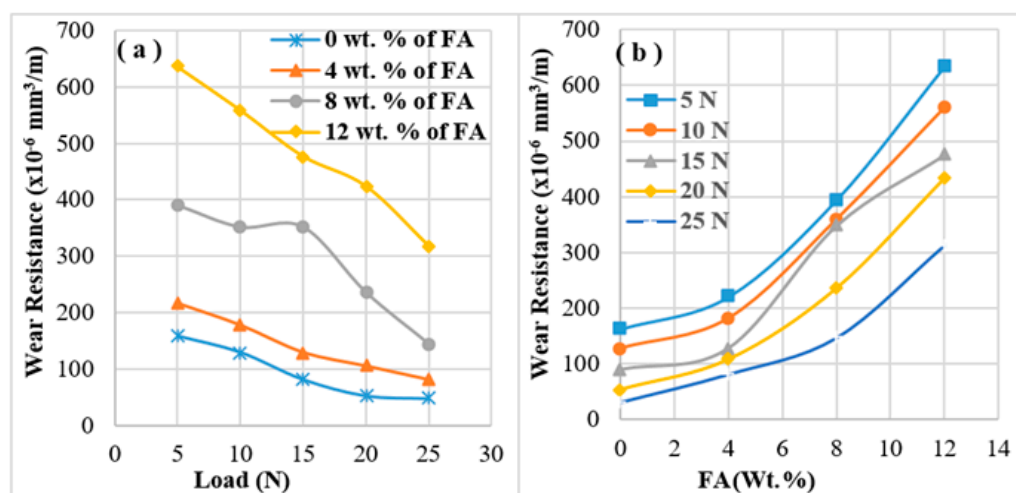 ( a )
0 wt. % of FA
4 wt. % of FA
8 wt. % of FA
12 wt. % of FA
700
600
500
400
300
200
100
0
Wear Resistance (x10⁻⁶ mm³/m)
0 5 10 15 20 25 30
Load (N)
( b )
5 N
10 N
15 N
20 N
25 N
700
600
500
400
300
200
100
0
Wear Resistance (x10⁻⁶ mm³/m)
0 2 4 6 8 10 12 14
FA(Wt.%)